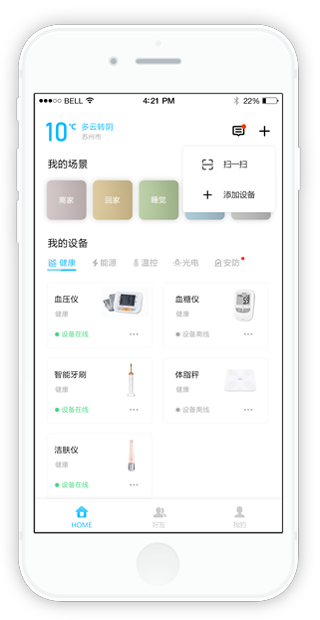 BELL 4:21 PM 22%
10℃ 多云转阴
苏州市
扫一扫
添加设备
我的场景
离家 回家 睡觉
我的设备
健康 能源 温控 光电 安防
血压仪 血糖仪
健康 健康
设备在线 设备离线
智能牙刷 体脂秤
健康 健康
设备在线 设备离线
洁肤仪
健康
设备在线
HOME 好友 我的